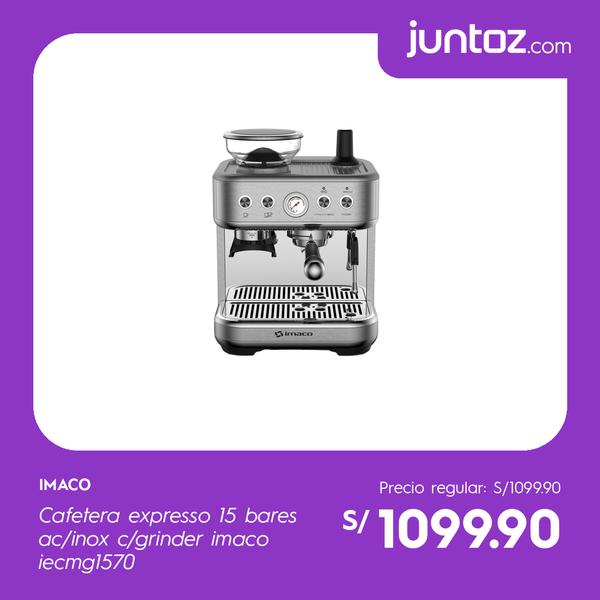 juntoz.com
imaco
IMACO
Cafetera expresso 15 bares
ac/inox c/grinder imaco
iecmg1570
Precio regular: S/1099.90
S/ 1099.90